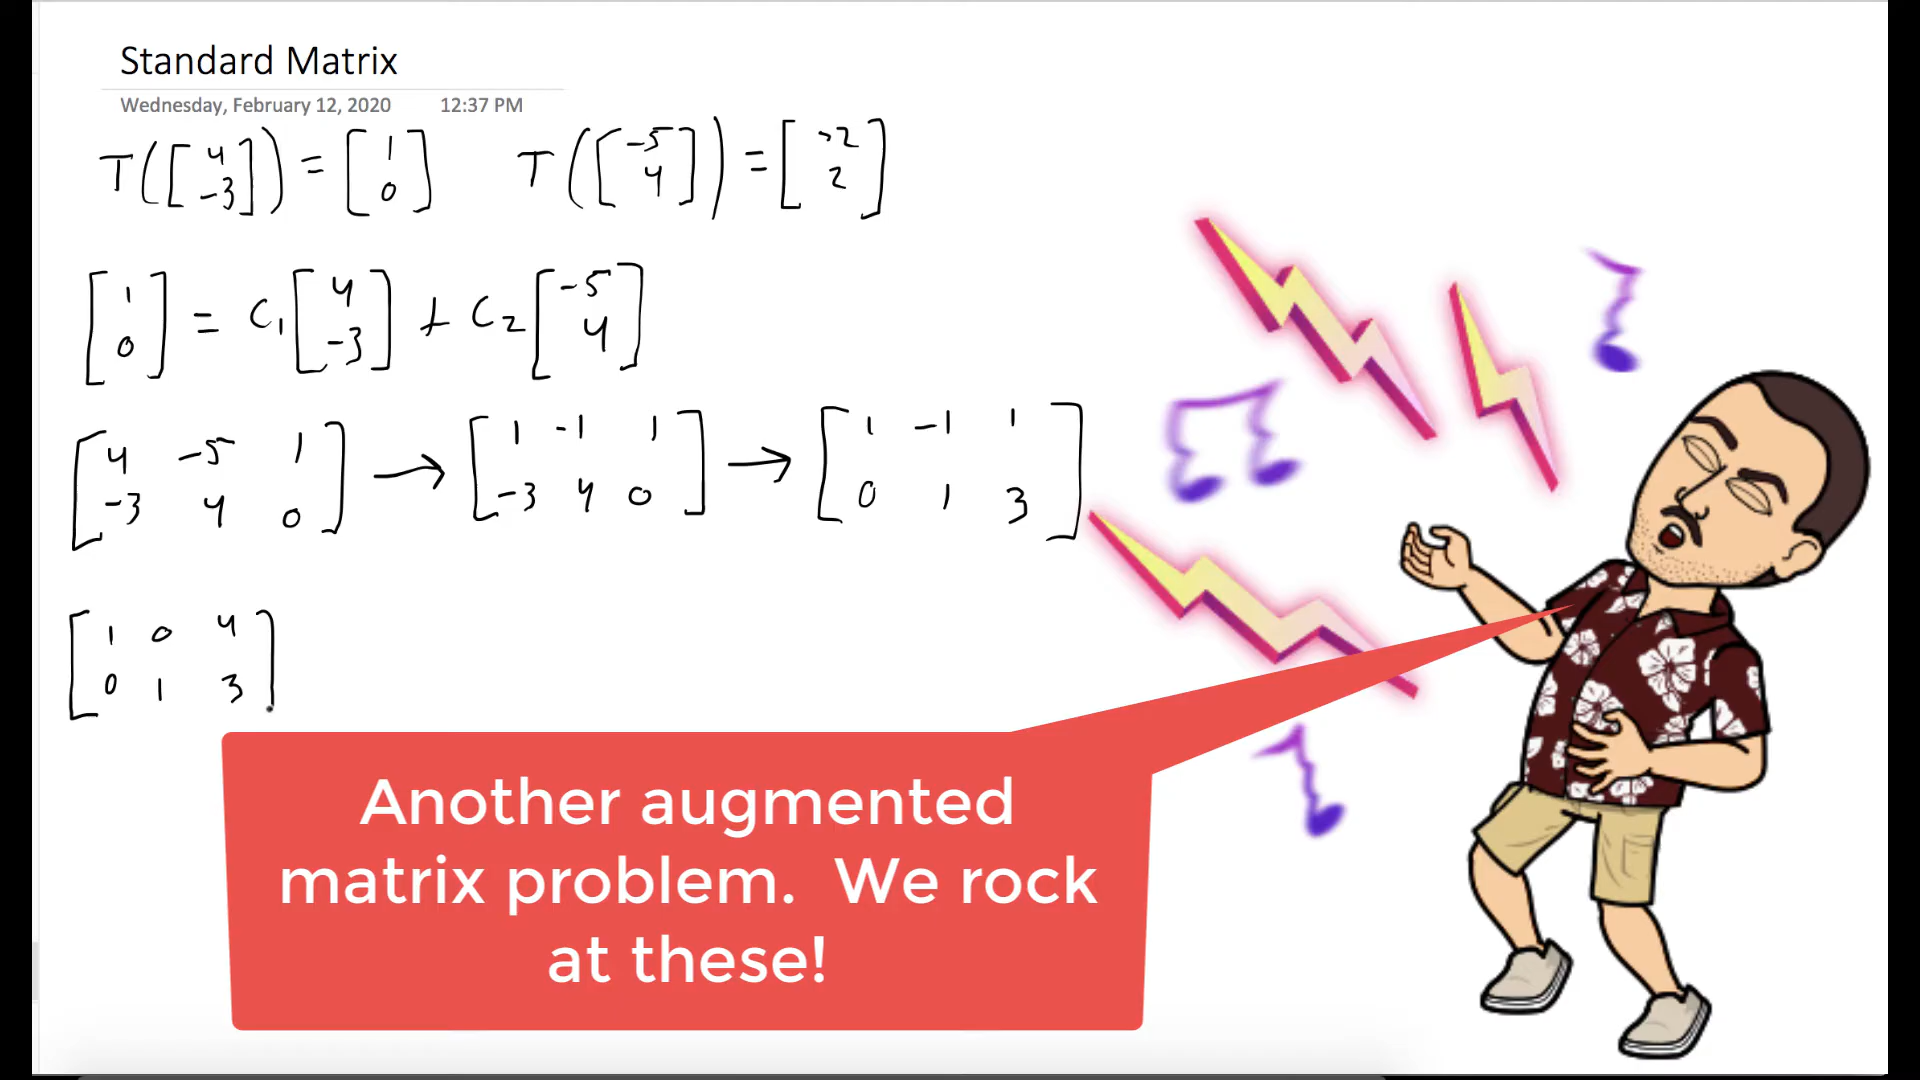 Standard Matrix
Wednesday, February 12, 2020 12:37 PM
T([4 -3]) = [1 0] T([-5 4]) = [-2 2]
[1 0] = C1 [4 -3] + C2 [-5 4]
[4 -5 1 → [1 -1 1 → [1 -1 1
-3 4 0] -3 4 0] 0 1 3]
[1 0 4
0 1 3]
Another augmented
matrix problem. We rock
at these!